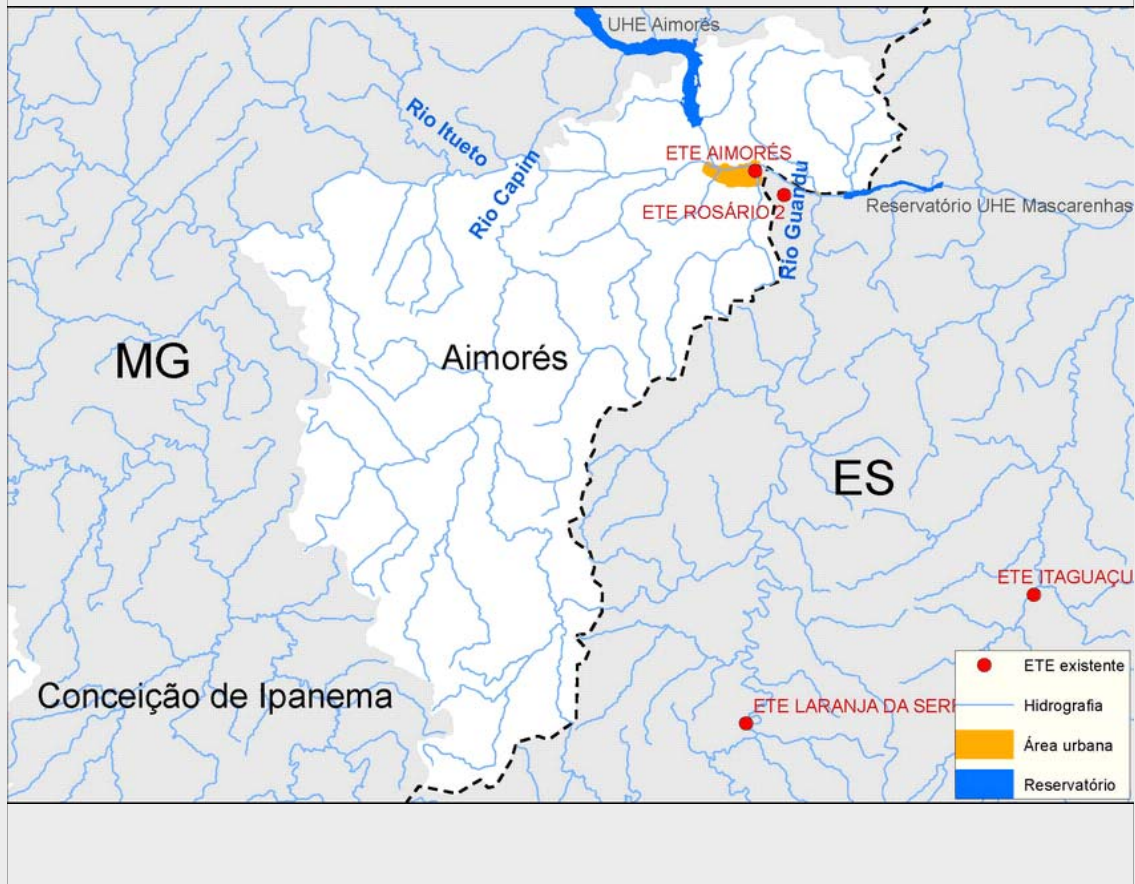 UHE Aimorés
Rio Itueto
Rio Capim
ETE AIMORÉS
ETE ROSÁRIO 2
Rio Guandu
Reservatório UHE Mascarenhas
MG
Aimorés
ES
ETE ITAGUAÇU
Conceição de Ipanema
ETE LARANJA DA SER
ETE existente
Hidrografia
Área urbana
Reservatório